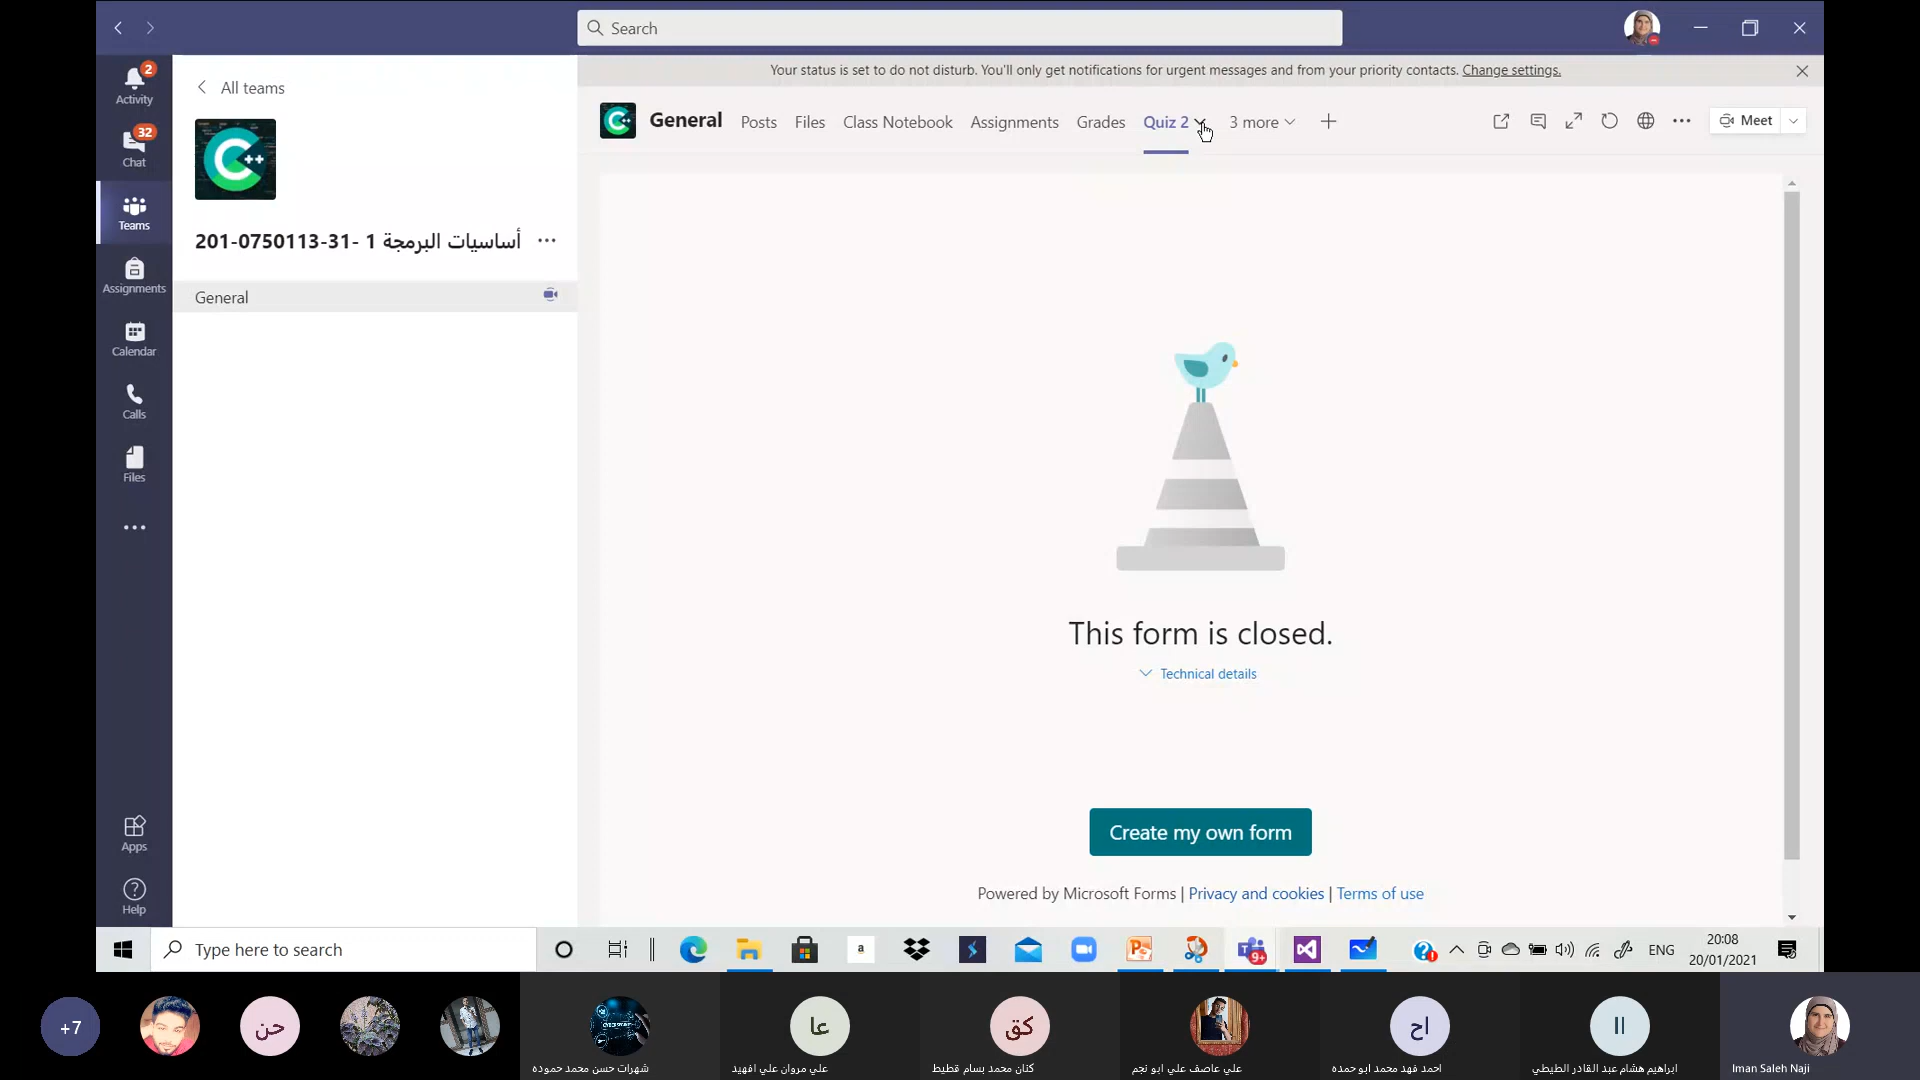 Search
Your status is set to do not disturb. You'll only get notifications for urgent messages and from your priority contacts. Change settings.
2
Activity
32
Chat
Teams
Assignments
Calendar
Calls
Files
Apps
Help
All teams
C++
أساسيات البرمجة 1 -31-0750113-201
General
General
Posts
Files
Class Notebook
Assignments
Grades
Quiz 2
3 more
Meet
This form is closed.
Technical details
Create my own form
Powered by Microsoft Forms | Privacy and cookies | Terms of use
Type here to search
a
9+
ENG
20:08
20/01/2021
+7
حن
عا
كق
اح
اا
شهرات حسن محمد حموده
علي مروان علي افهيد
كنان محمد بسام قطيط
علي عاصف علي ابو نجم
احمد فهد محمد ابو حمده
ابراهيم هشام عبد القادر الطيطي
Iman Saleh Naji